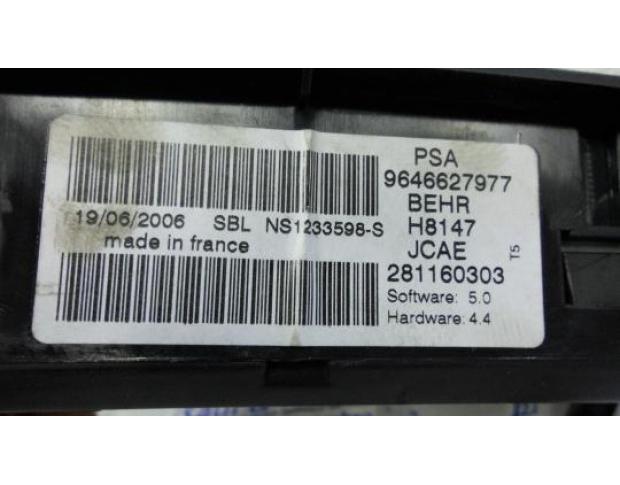 PSA
9646627977
BEHR
H8147
JCAE
281160303
Software: 5.0
Hardware: 4.4
T5
19/06/2006 SBL NS1233598-S
made in france